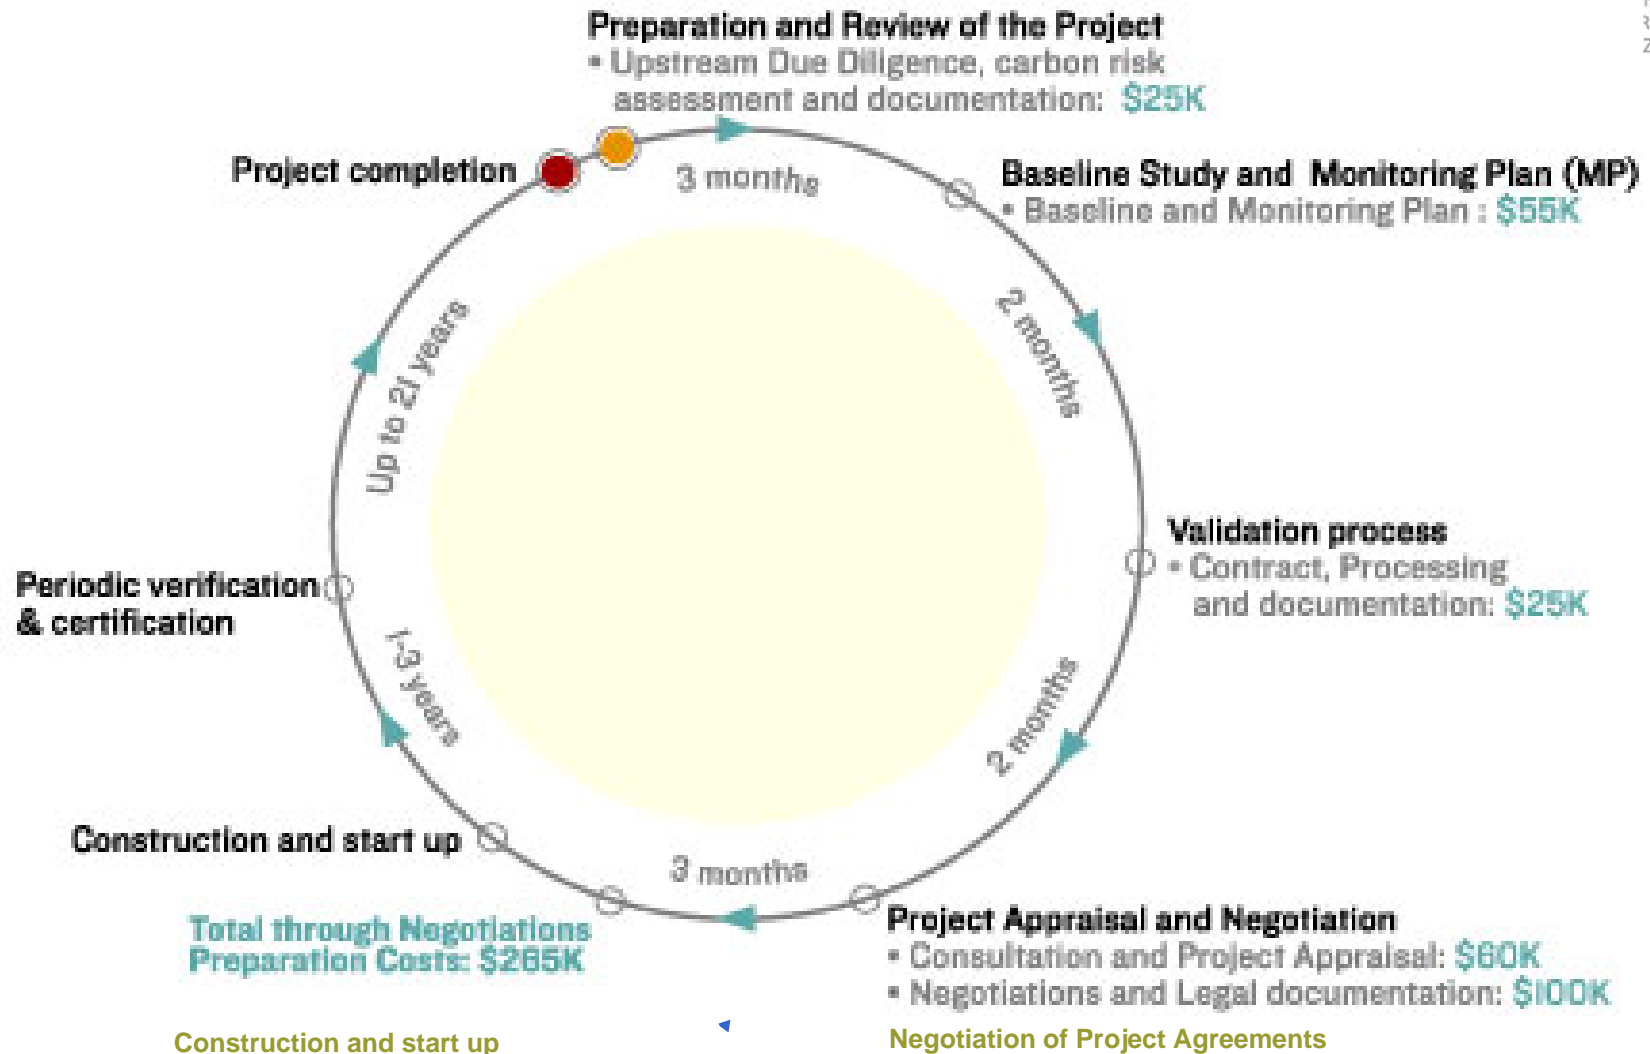 Preparation and Review of the Project
• Upstream Due Diligence, carbon risk
assessment and documentation: $25K
Project completion
3 months
Baseline Study and Monitoring Plan (MP)
• Baseline and Monitoring Plan : $55K
2 months
Up to 21 years
Validation process
• Contract, Processing
and documentation: $25K
Periodic verification
& certification
1-3 years
2 months
Construction and start up
3 months
Total through Negotiations
Preparation Costs: $265K
Project Appraisal and Negotiation
• Consultation and Project Appraisal: $60K
• Negotiations and Legal documentation: $100K
Construction and start up
Negotiation of Project Agreements